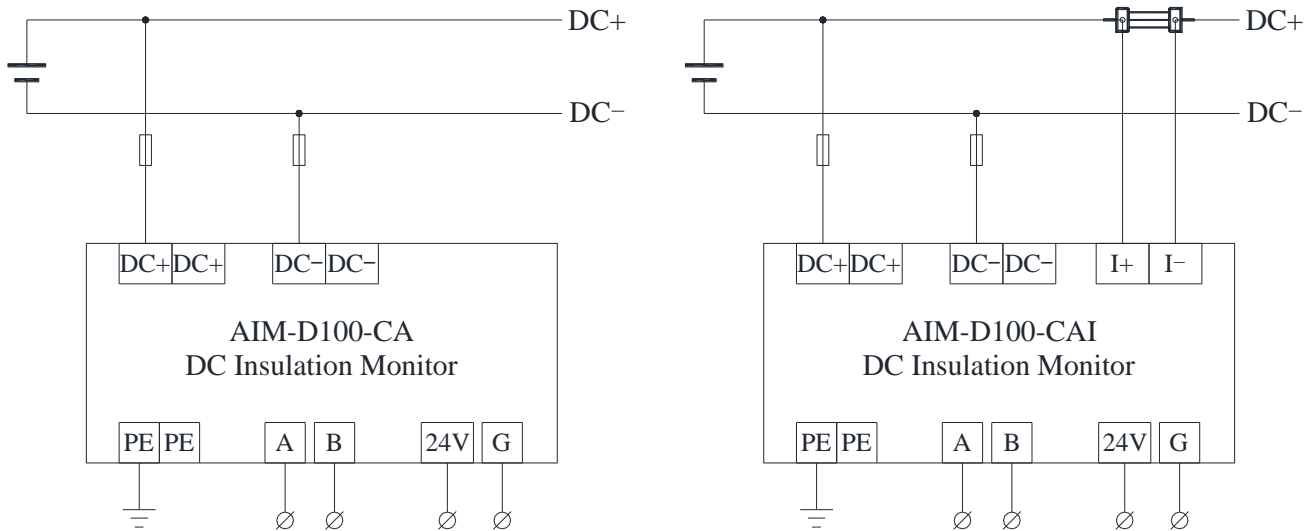 DC+
DC−
DC+ DC+ DC− DC−
AIM-D100-CA
DC Insulation Monitor
PE PE A B 24V G
DC+
DC−
DC+ DC+ DC− DC− I+ I−
AIM-D100-CAI
DC Insulation Monitor
PE PE A B 24V G